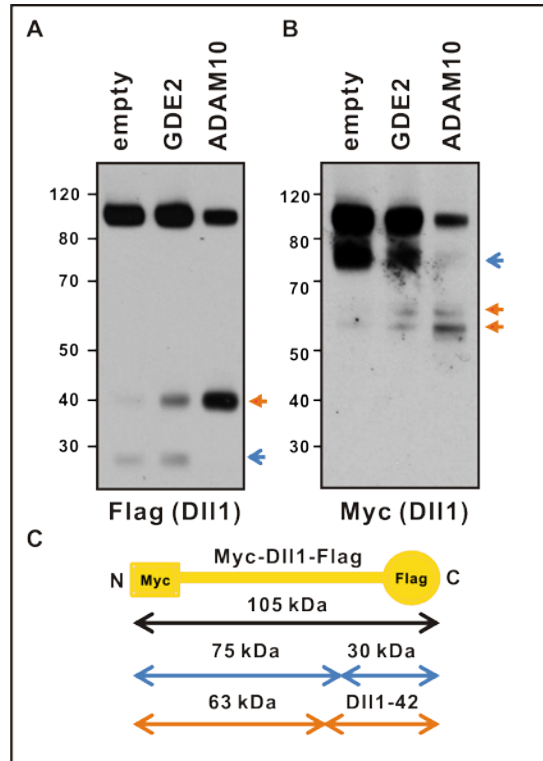 A
empty
GDE2
ADAM10
120
80
70
50
40
30
Flag (Dll1)
B
empty
GDE2
ADAM10
120
80
70
50
40
30
Myc (Dll1)
C
Myc-Dll1-Flag
N Myc Flag C
105 kDa
75 kDa 30 kDa
63 kDa Dll1-42